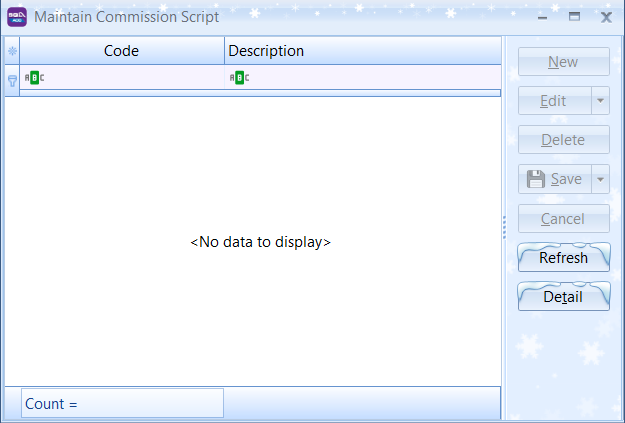 Maintain Commission Script
Code Description
ABC ABC
New
Edit
Delete
Save
Cancel
Refresh
Detail
<No data to display>
Count =